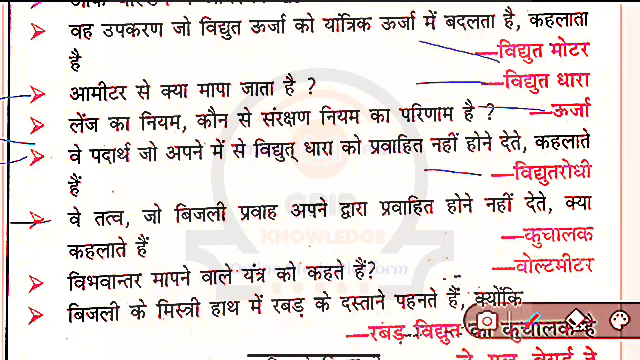 वह उपकरण जो विद्युत ऊर्जा को यांत्रिक ऊर्जा में बदलता है, कहलाता
है —विद्युत मोटर
आमीटर से क्या मापा जाता है ? —विद्युत धारा
लेंज का नियम, कौन से संरक्षण नियम का परिणाम है ? —ऊर्जा
वे पदार्थ जो अपने में से विद्युत् धारा को प्रवाहित नहीं होने देते, कहलाते
हैं —विद्युतरोधी
वे तत्व, जो बिजली प्रवाह अपने द्वारा प्रवाहित होने नहीं देते, क्या
कहलाते हैं —कुचालक
विभवान्तर मापने वाले यंत्र को कहते हैं? —वोल्टमीटर
बिजली के मिस्त्री हाथ में रबड़ के दस्ताने पहनते हैं, क्योंकि
—रबड़ विद्युत का कुचालक है
KNOWLEDGE